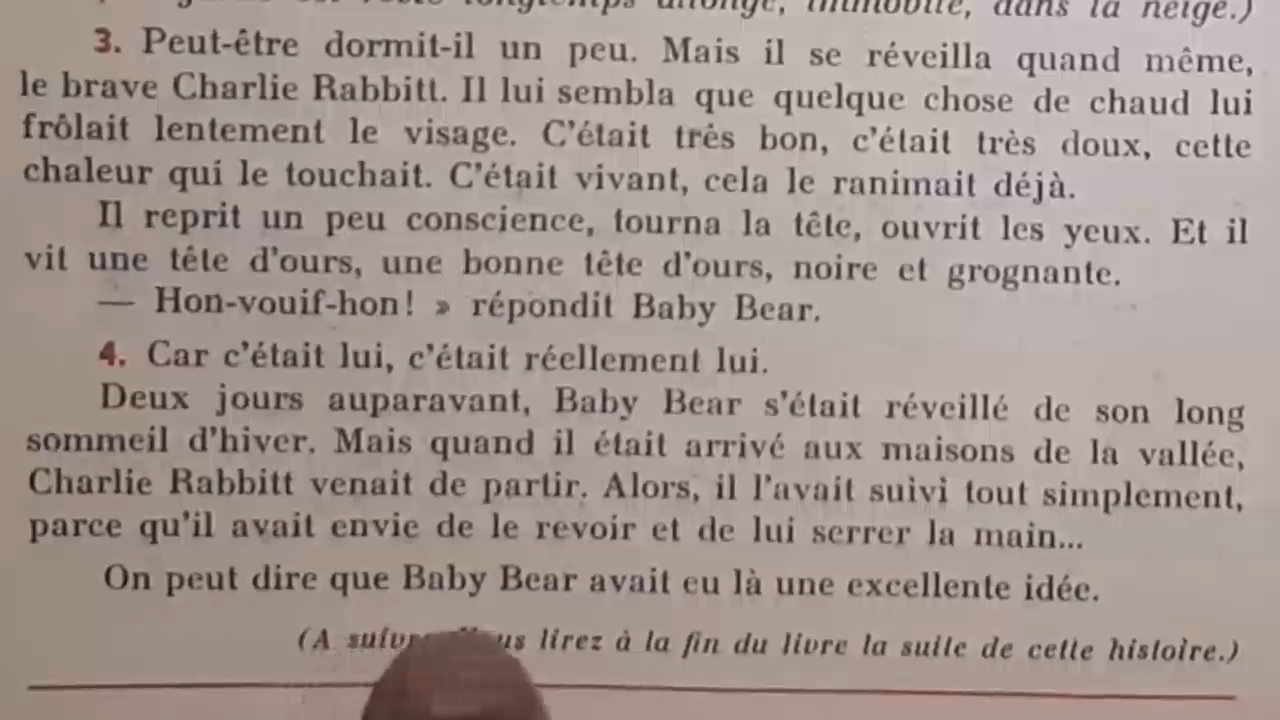 longtemps allongé, immobile, dans la neige.)
3. Peut-être dormit-il un peu. Mais il se réveilla quand même,
le brave Charlie Rabbitt. Il lui sembla que quelque chose de chaud lui
frôlait lentement le visage. C'était très bon, c'était très doux, cette
chaleur qui le touchait. C'était vivant, cela le ranimait déjà.
Il reprit un peu conscience, tourna la tête, ouvrit les yeux. Et il
vit une tête d'ours, une bonne tête d'ours, noire et grognante.
— Hon-vouif-hon! » répondit Baby Bear.
4. Car c'était lui, c'était réellement lui.
Deux jours auparavant, Baby Bear s'était réveillé de son long
sommeil d'hiver. Mais quand il était arrivé aux maisons de la vallée,
Charlie Rabbitt venait de partir. Alors, il l'avait suivi tout simplement,
parce qu'il avait envie de le revoir et de lui serrer la main...
On peut dire que Baby Bear avait eu là une excellente idée.
(A lirez à la fin du livre la suite de cette histoire.)